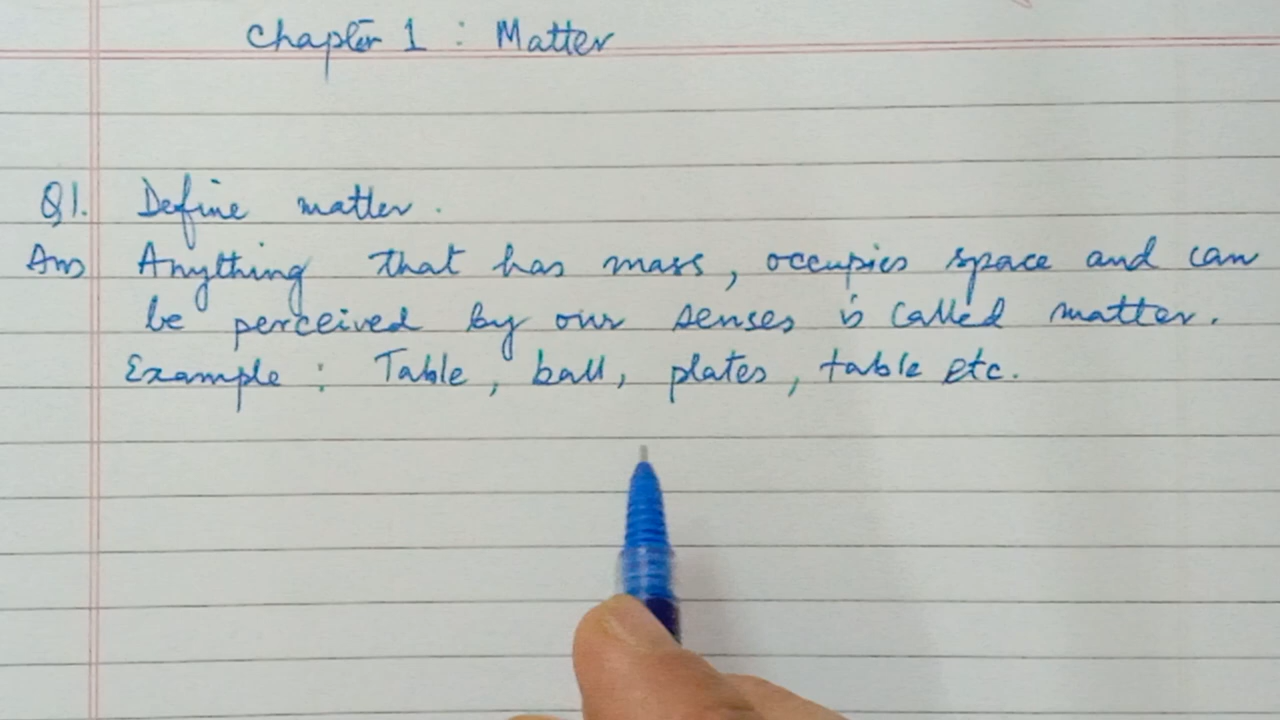 Chapter 1 : Matter
Q1. Define matter.
Ans Anything that has mass, occupies space and can
be perceived by our senses is called matter.
Example : Table, ball, plates, table etc.